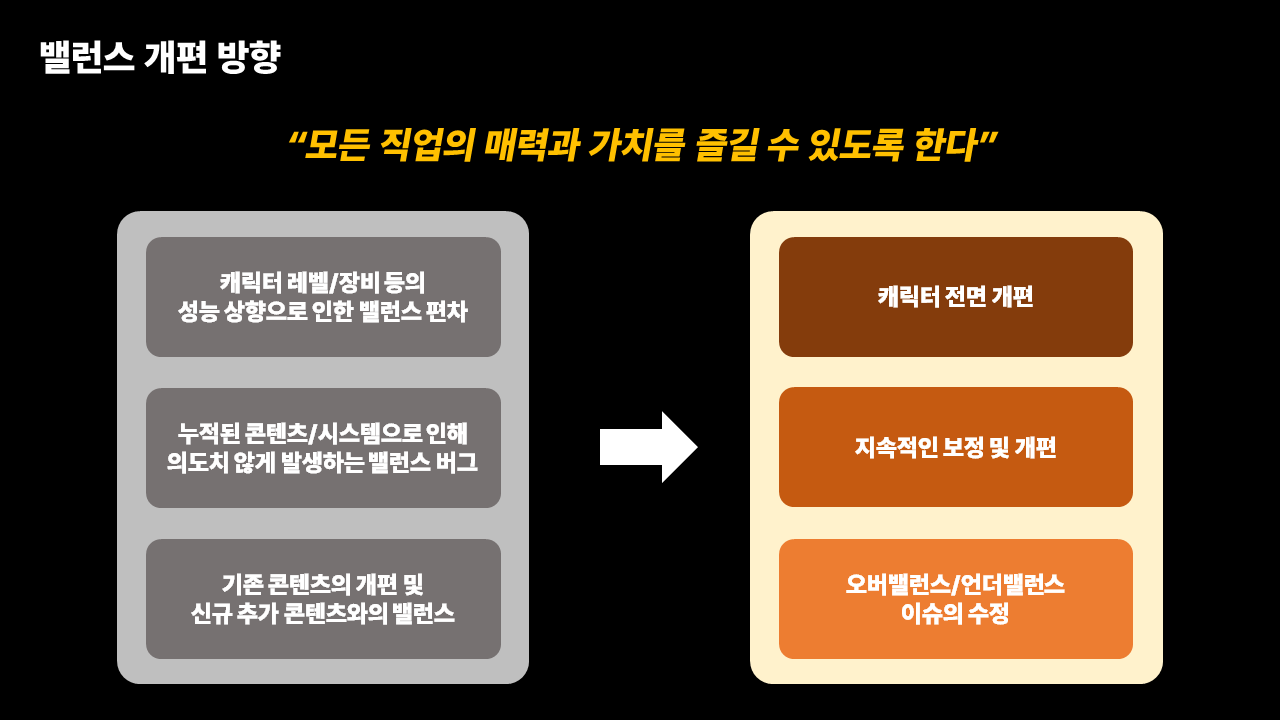 밸런스 개편 방향
“모든 직업의 매력과 가치를 즐길 수 있도록 한다”
캐릭터 레벨/장비 등의
성능 상향으로 인한 밸런스 편차
누적된 콘텐츠/시스템으로 인해
의도치 않게 발생하는 밸런스 버그
기존 콘텐츠의 개편 및
신규 추가 콘텐츠와의 밸런스
캐릭터 전면 개편
지속적인 보정 및 개편
오버밸런스/언더밸런스
이슈의 수정